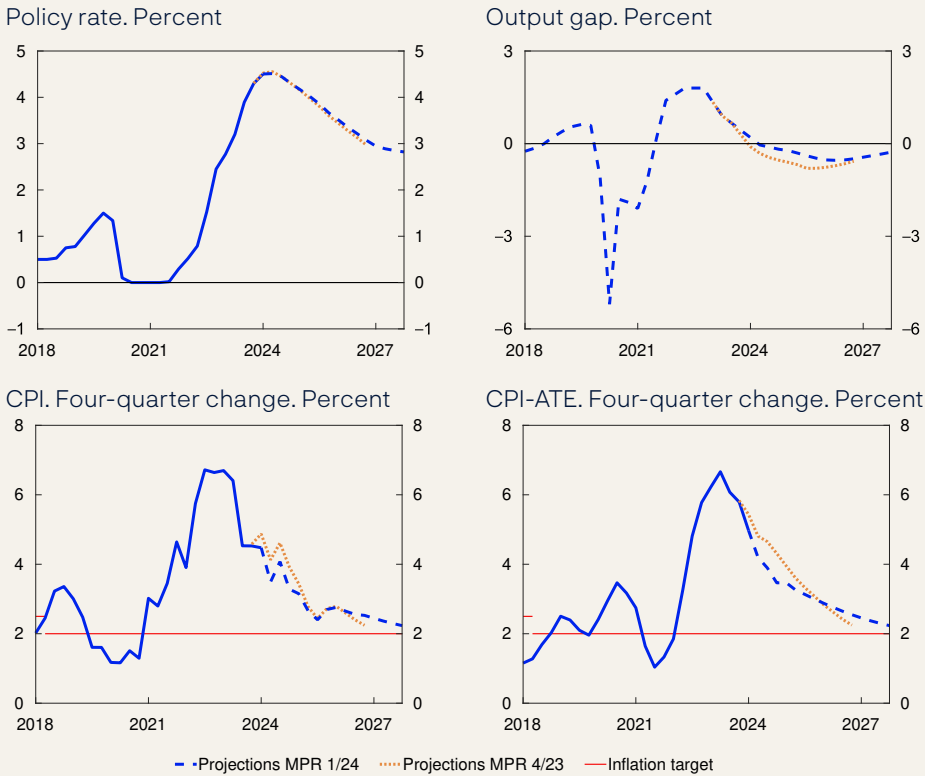 Policy rate. Percent
Output gap. Percent
5 5 3 3
4 4
3 3 0 0
2 2
1 1 −3 −3
0 0
−1 −1 −6 −6
2018 2021 2024 2027 2018 2021 2024 2027
CPI. Four-quarter change. Percent
CPI-ATE. Four-quarter change. Percent
8 8 8 8
6 6 6 6
4 4 4 4
2 2 2 2
0 0 0 0
2018 2021 2024 2027 2018 2021 2024 2027
Projections MPR 1/24 Projections MPR 4/23 Inflation target